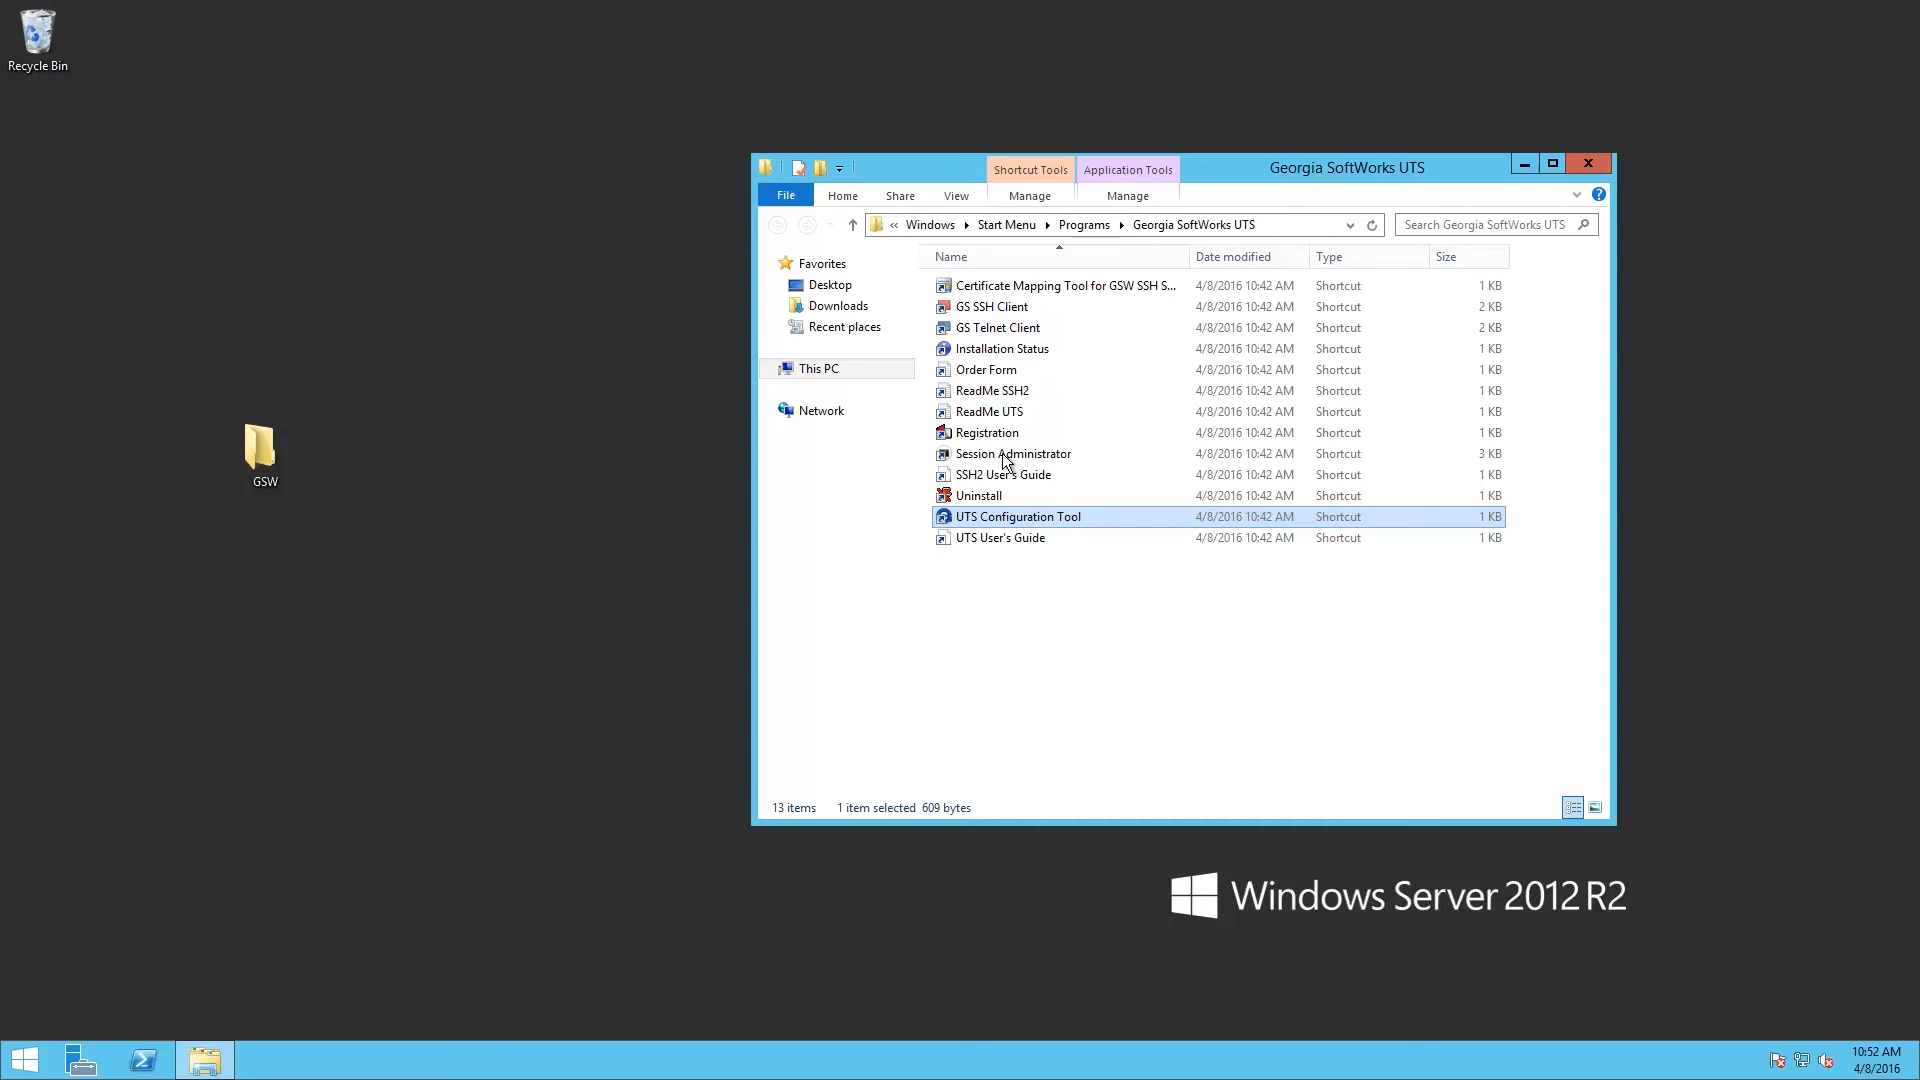 Recycle Bin
GSW
Shortcut Tools
Application Tools
Georgia SoftWorks UTS
File
Home
Share
View
Manage
Manage
« Windows Start Menu Programs Georgia SoftWorks UTS
Search Georgia SoftWorks UTS
Favorites
Desktop
Downloads
Recent places
This PC
Network
Name Date modified Type Size
Certificate Mapping Tool for GSW SSH S... 4/8/2016 10:42 AM Shortcut 1 KB
GS SSH Client 4/8/2016 10:42 AM Shortcut 2 KB
GS Telnet Client 4/8/2016 10:42 AM Shortcut 2 KB
Installation Status 4/8/2016 10:42 AM Shortcut 1 KB
Order Form 4/8/2016 10:42 AM Shortcut 1 KB
ReadMe SSH2 4/8/2016 10:42 AM Shortcut 1 KB
ReadMe UTS 4/8/2016 10:42 AM Shortcut 1 KB
Registration 4/8/2016 10:42 AM Shortcut 1 KB
Session Administrator 4/8/2016 10:42 AM Shortcut 3 KB
SSH2 User's Guide 4/8/2016 10:42 AM Shortcut 1 KB
Uninstall 4/8/2016 10:42 AM Shortcut 1 KB
UTS Configuration Tool 4/8/2016 10:42 AM Shortcut 1 KB
UTS User's Guide 4/8/2016 10:42 AM Shortcut 1 KB
13 items 1 item selected 609 bytes
Windows Server 2012 R2
10:52 AM
4/8/2016